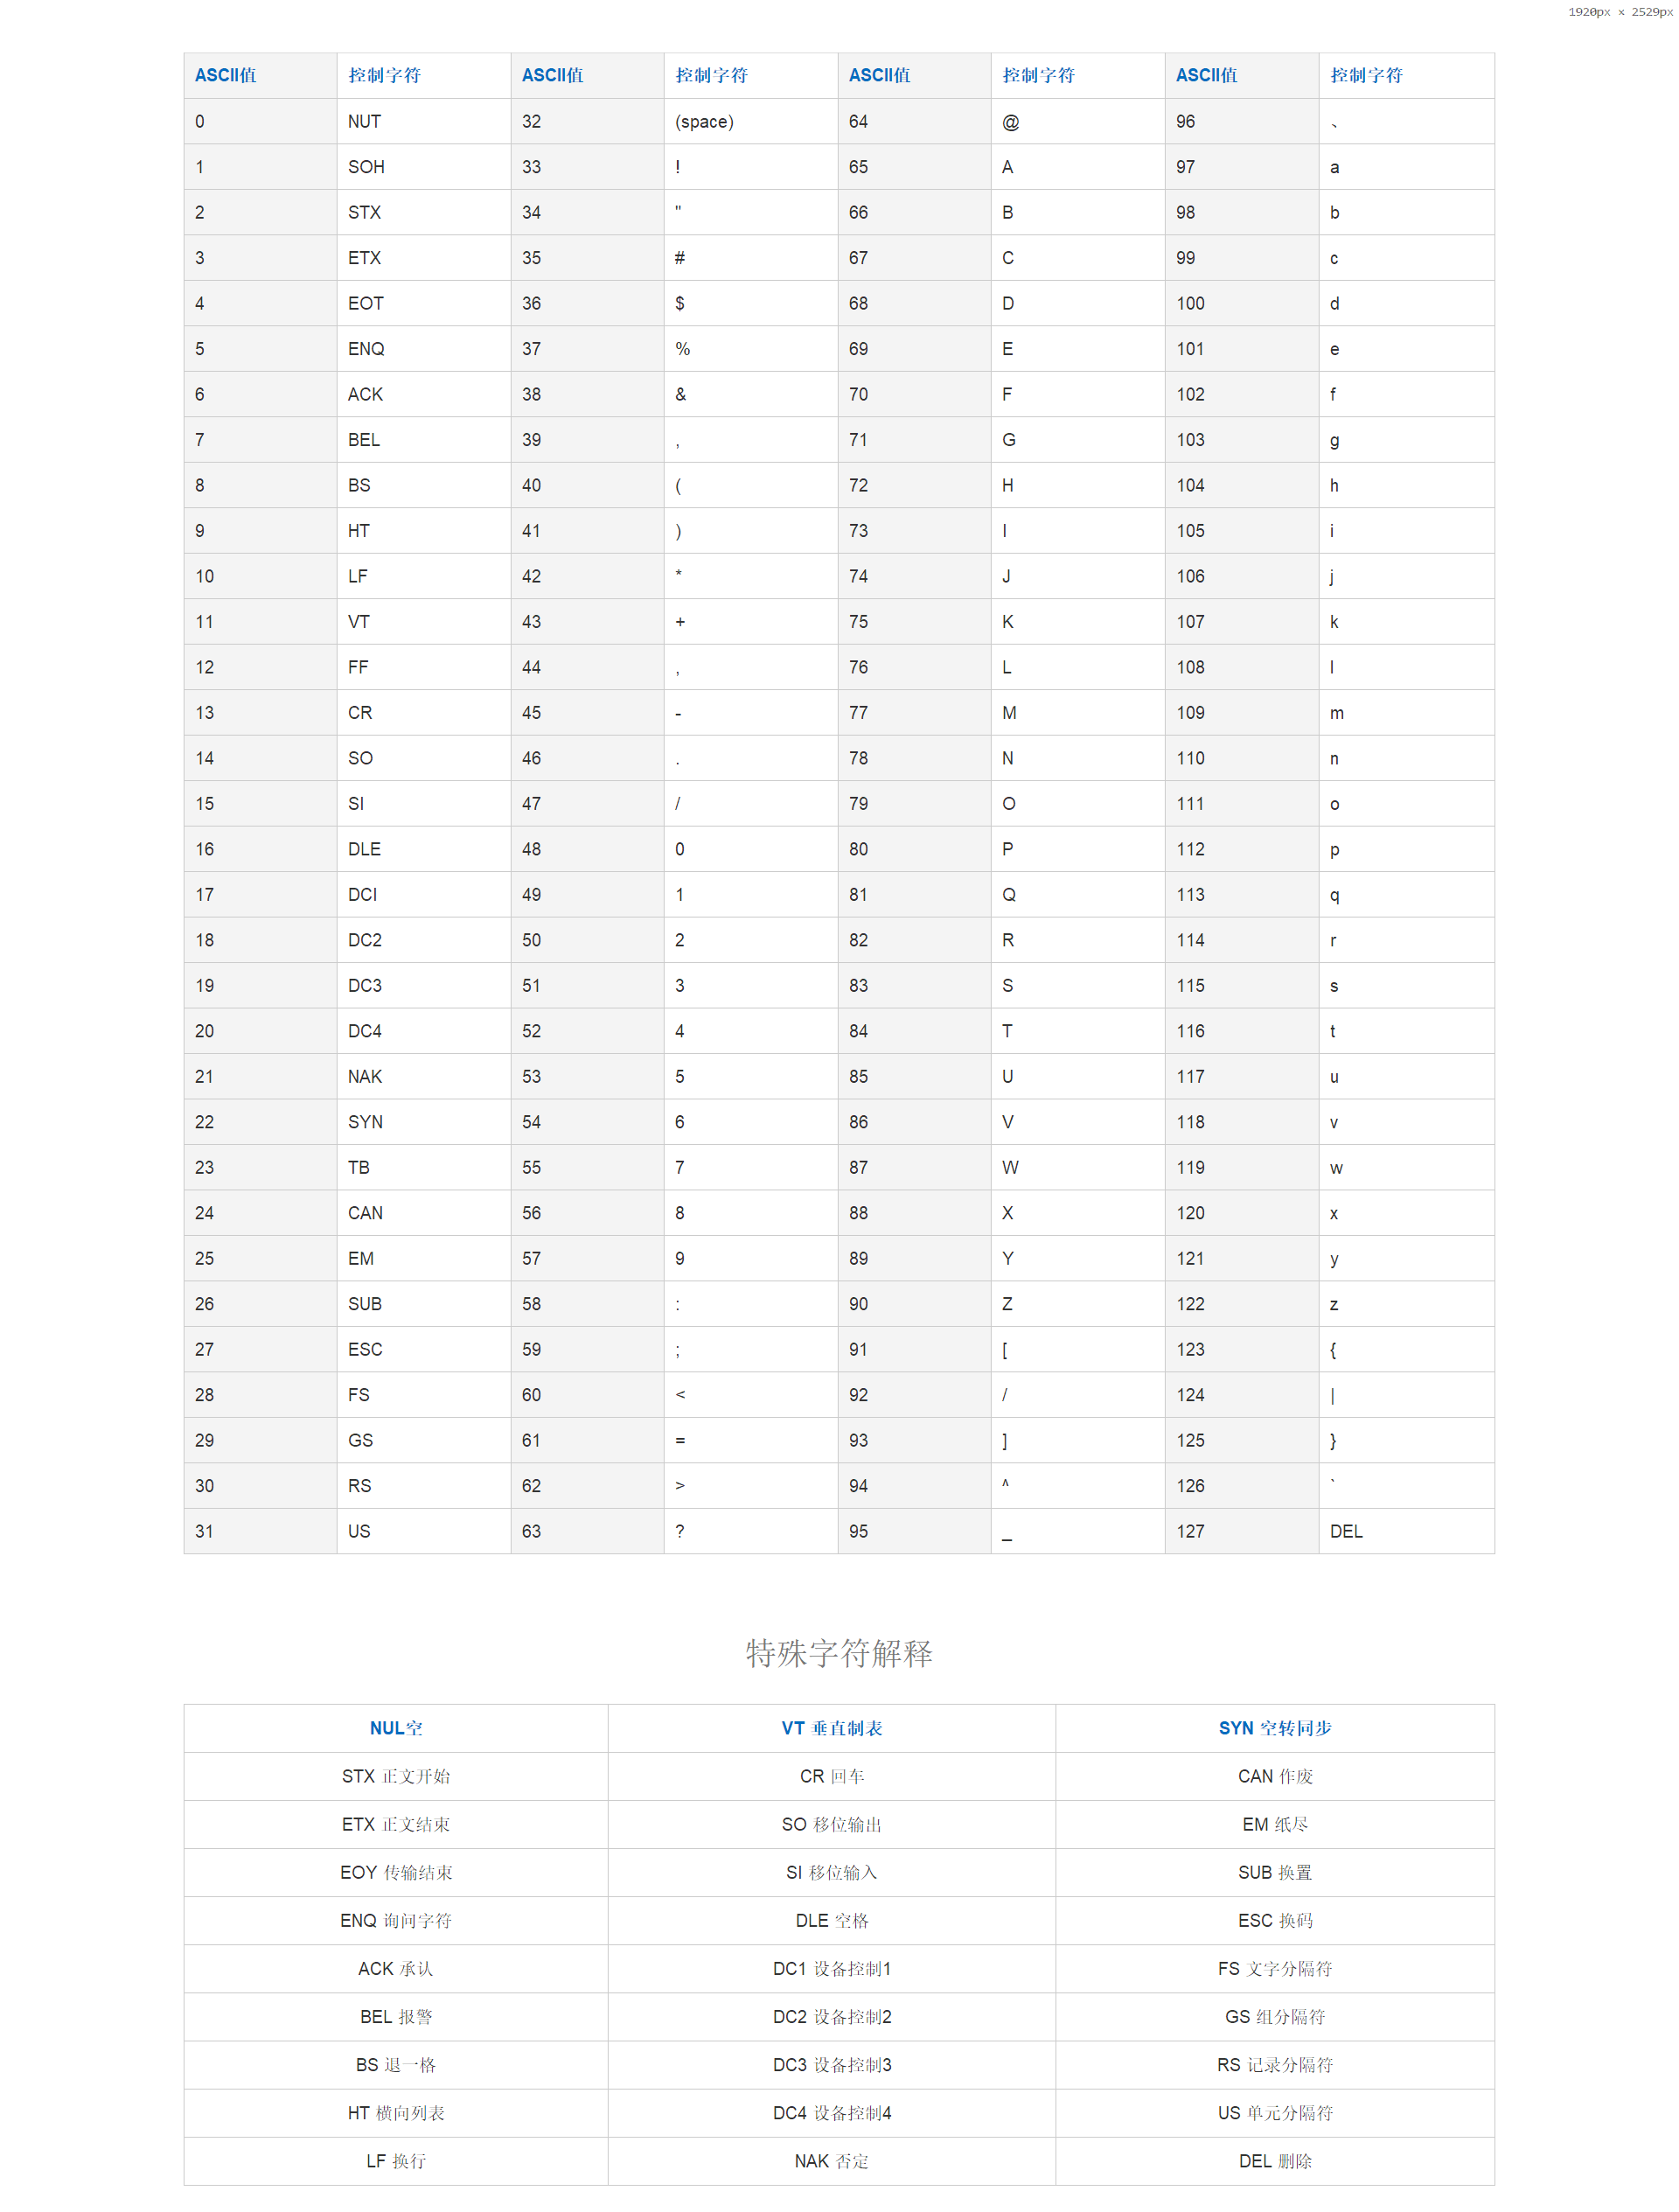 1920px × 2529px
ASCII值 控制字符 ASCII值 控制字符 ASCII值 控制字符 ASCII值 控制字符
0 NUT 32 (space) 64 @ 96 、
1 SOH 33 ! 65 A 97 a
2 STX 34 " 66 B 98 b
3 ETX 35 # 67 C 99 c
4 EOT 36 $ 68 D 100 d
5 ENQ 37 % 69 E 101 e
6 ACK 38 & 70 F 102 f
7 BEL 39 , 71 G 103 g
8 BS 40 ( 72 H 104 h
9 HT 41 ) 73 I 105 i
10 LF 42 * 74 J 106 j
11 VT 43 + 75 K 107 k
12 FF 44 , 76 L 108 l
13 CR 45 - 77 M 109 m
14 SO 46 . 78 N 110 n
15 SI 47 / 79 O 111 o
16 DLE 48 0 80 P 112 p
17 DCI 49 1 81 Q 113 q
18 DC2 50 2 82 R 114 r
19 DC3 51 3 83 S 115 s
20 DC4 52 4 84 T 116 t
21 NAK 53 5 85 U 117 u
22 SYN 54 6 86 V 118 v
23 TB 55 7 87 W 119 w
24 CAN 56 8 88 X 120 x
25 EM 57 9 89 Y 121 y
26 SUB 58 : 90 Z 122 z
27 ESC 59 ; 91 [ 123 {
28 FS 60 < 92 / 124 |
29 GS 61 = 93 ] 125 }
30 RS 62 > 94 ^ 126 `
31 US 63 ? 95 _ 127 DEL
特殊字符解释
NUL空 VT 垂直制表 SYN 空转同步
STX 正文开始 CR 回车 CAN 作废
ETX 正文结束 SO 移位输出 EM 纸尽
EOY 传输结束 SI 移位输入 SUB 换置
ENQ 询问字符 DLE 空格 ESC 换码
ACK 承认 DC1 设备控制1 FS 文字分隔符
BEL 报警 DC2 设备控制2 GS 组分隔符
BS 退一格 DC3 设备控制3 RS 记录分隔符
HT 横向列表 DC4 设备控制4 US 单元分隔符
LF 换行 NAK 否定 DEL 删除